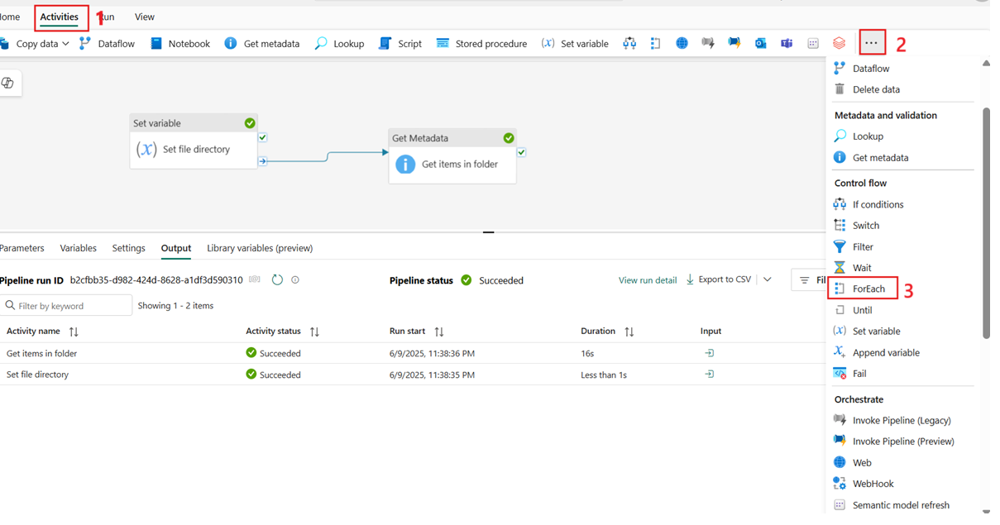 ome
Activities
1
un
View
Copy data
Dataflow
Notebook
Get metadata
Lookup
Script
Stored procedure
(x) Set variable
...
2
Dataflow
Delete data
Metadata and validation
Lookup
Get metadata
Control flow
If conditions
Switch
Filter
Wait
ForEach
3
Until
(x) Set variable
Append variable
Fail
Orchestrate
Invoke Pipeline (Legacy)
Invoke Pipeline (Preview)
Web
WebHook
Semantic model refresh
Set variable
(x) Set file directory
Get Metadata
Get items in folder
Parameters
Variables
Settings
Output
Library variables (preview)
Pipeline run ID b2cfbb35-d982-424d-8628-a1df3d590310
Pipeline status Succeeded
View run detail
Export to CSV
Fil
Filter by keyword
Showing 1 - 2 items
Activity name
Activity status
Run start
Duration
Input
Get items in folder
Succeeded
6/9/2025, 11:38:36 PM
16s
Set file directory
Succeeded
6/9/2025, 11:38:35 PM
Less than 1s